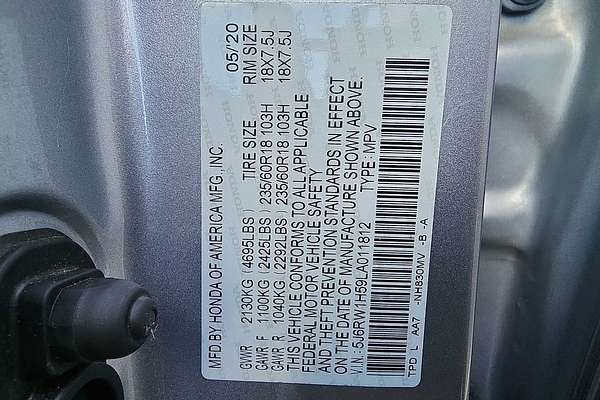 MFD.BY HONDA OF AMERICA MFG.,INC. 05/'20
GVWR 2130KG (4695LBS) TIRE SIZE RIM SIZE
GAWR F 1100KG (2425LBS) 235/60R18 103H 18X7.5J
GAWR R 1040KG (2292LBS) 235/60R18 103H 18X7.5J
THIS VEHICLE CONFORMS TO ALL APPLICABLE
FEDERAL MOTOR VEHICLE SAFETY
AND THEFT PREVENTION STANDARDS IN EFFECT
ON THE DATE OF MANUFACTURE SHOWN ABOVE.
V.I.N.: 5J6RW1H59LA011812 TYPE: MPV
TPD L AA7 -NH830MV -B -A